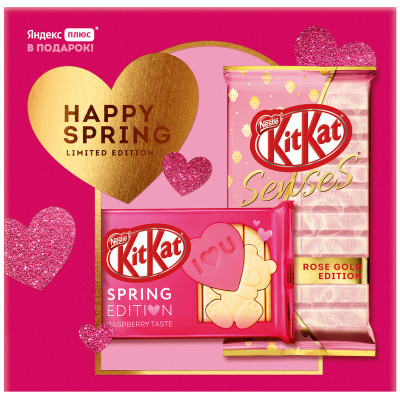 Яндекс плюс
В ПОДАРОК!
HAPPY
SPRING
LIMITED EDITION
Nestlé
KitKat
Senses
ROSE GOLD
EDITION
Nestlé
KitKat
I ♥ U
SPRING
EDITION
RASPBERRY TASTE